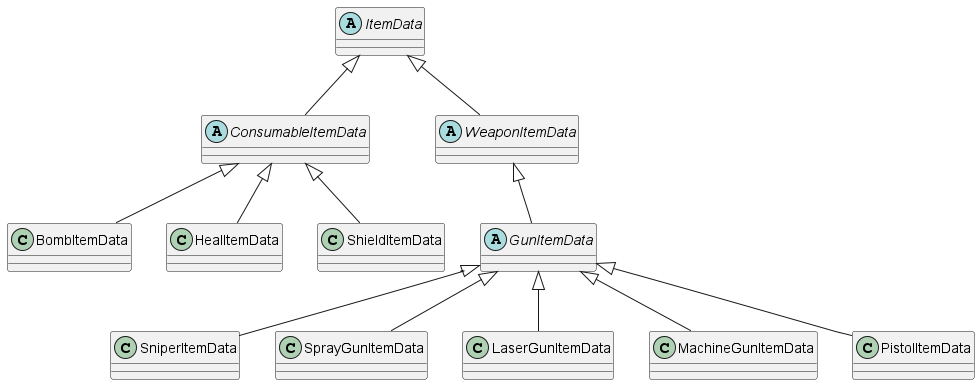 A ItemData
A ConsumableItemData
A WeaponItemData
C BombItemData
C HealItemData
C ShieldItemData
A GunItemData
C SniperItemData
C SprayGunItemData
C LaserGunItemData
C MachineGunItemData
C PistolItemData